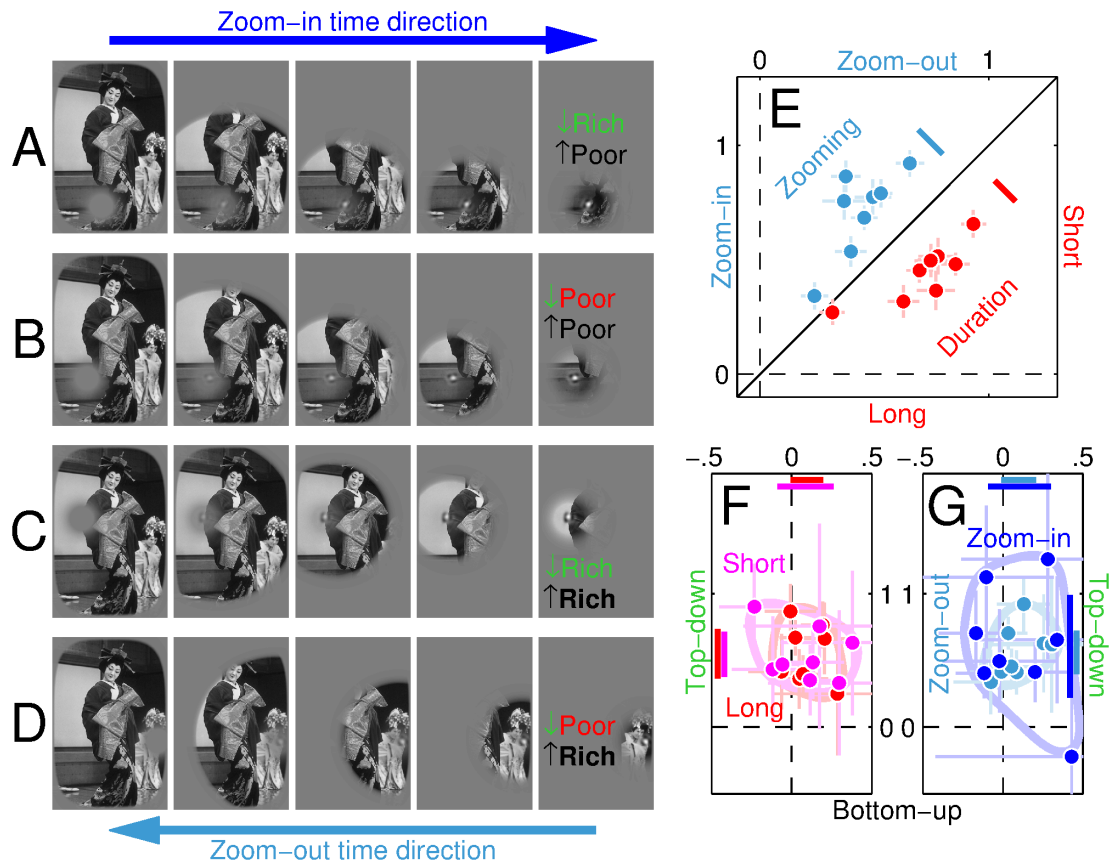 Zoom−in time direction
A
↓Rich
↑Poor
B
↓Poor
↑Poor
C
↓Rich
↑Rich
D
↓Poor
↑Rich
Zoom−out time direction
0 1
Zoom−out
E
Zooming
1
Zoom−in
Short
Duration
0
Long
-.5 0 .5
F
Short
Top−down
Long
1
0
-.5 0 .5
G
Zoom−in
1
Zoom−out
Top−down
0
Bottom−up